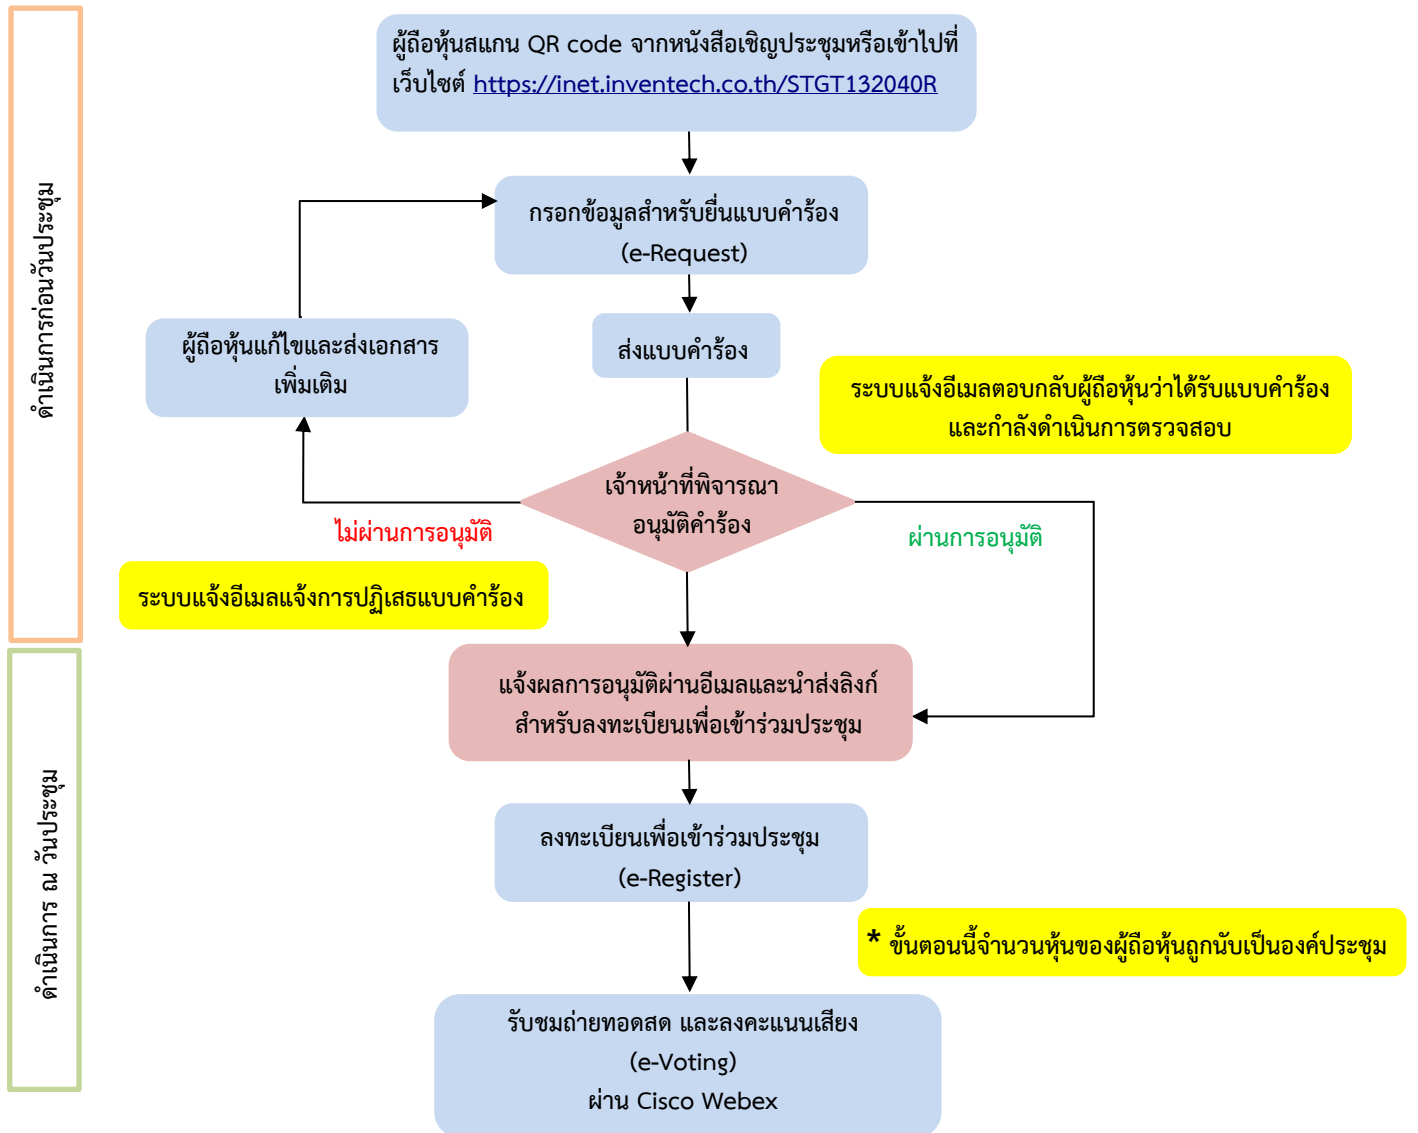 ดำเนินการก่อนวันประชุม
ผู้ถือหุ้นสแกน QR code จากหนังสือเชิญประชุมหรือเข้าไปที่
เว็บไซต์ https://inet.inventech.co.th/STGT132040R
กรอกข้อมูลสำหรับยื่นแบบคำร้อง
(e-Request)
ส่งแบบคำร้อง
ผู้ถือหุ้นแก้ไขและส่งเอกสาร
เพิ่มเติม
ระบบแจ้งอีเมลตอบกลับผู้ถือหุ้นว่าได้รับแบบคำร้อง
และกำลังดำเนินการตรวจสอบ
เจ้าหน้าที่พิจารณา
อนุมัติคำร้อง
ไม่ผ่านการอนุมัติ
ผ่านการอนุมัติ
ระบบแจ้งอีเมลแจ้งการปฏิเสธแบบคำร้อง
ดำเนินการ ณ วันประชุม
แจ้งผลการอนุมัติผ่านอีเมลและนำส่งลิงก์
สำหรับลงทะเบียนเพื่อเข้าร่วมประชุม
ลงทะเบียนเพื่อเข้าร่วมประชุม
(e-Register)
* ขั้นตอนนี้จำนวนหุ้นของผู้ถือหุ้นถูกนับเป็นองค์ประชุม
รับชมถ่ายทอดสด และลงคะแนนเสียง
(e-Voting)
ผ่าน Cisco Webex